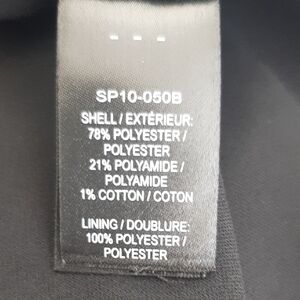 - - -
SP10-050B
SHELL / EXTÉRIEUR:
78% POLYESTER /
POLYESTER
21% POLYAMIDE /
POLYAMIDE
1% COTTON / COTON
LINING / DOUBLURE:
100% POLYESTER /
POLYESTER